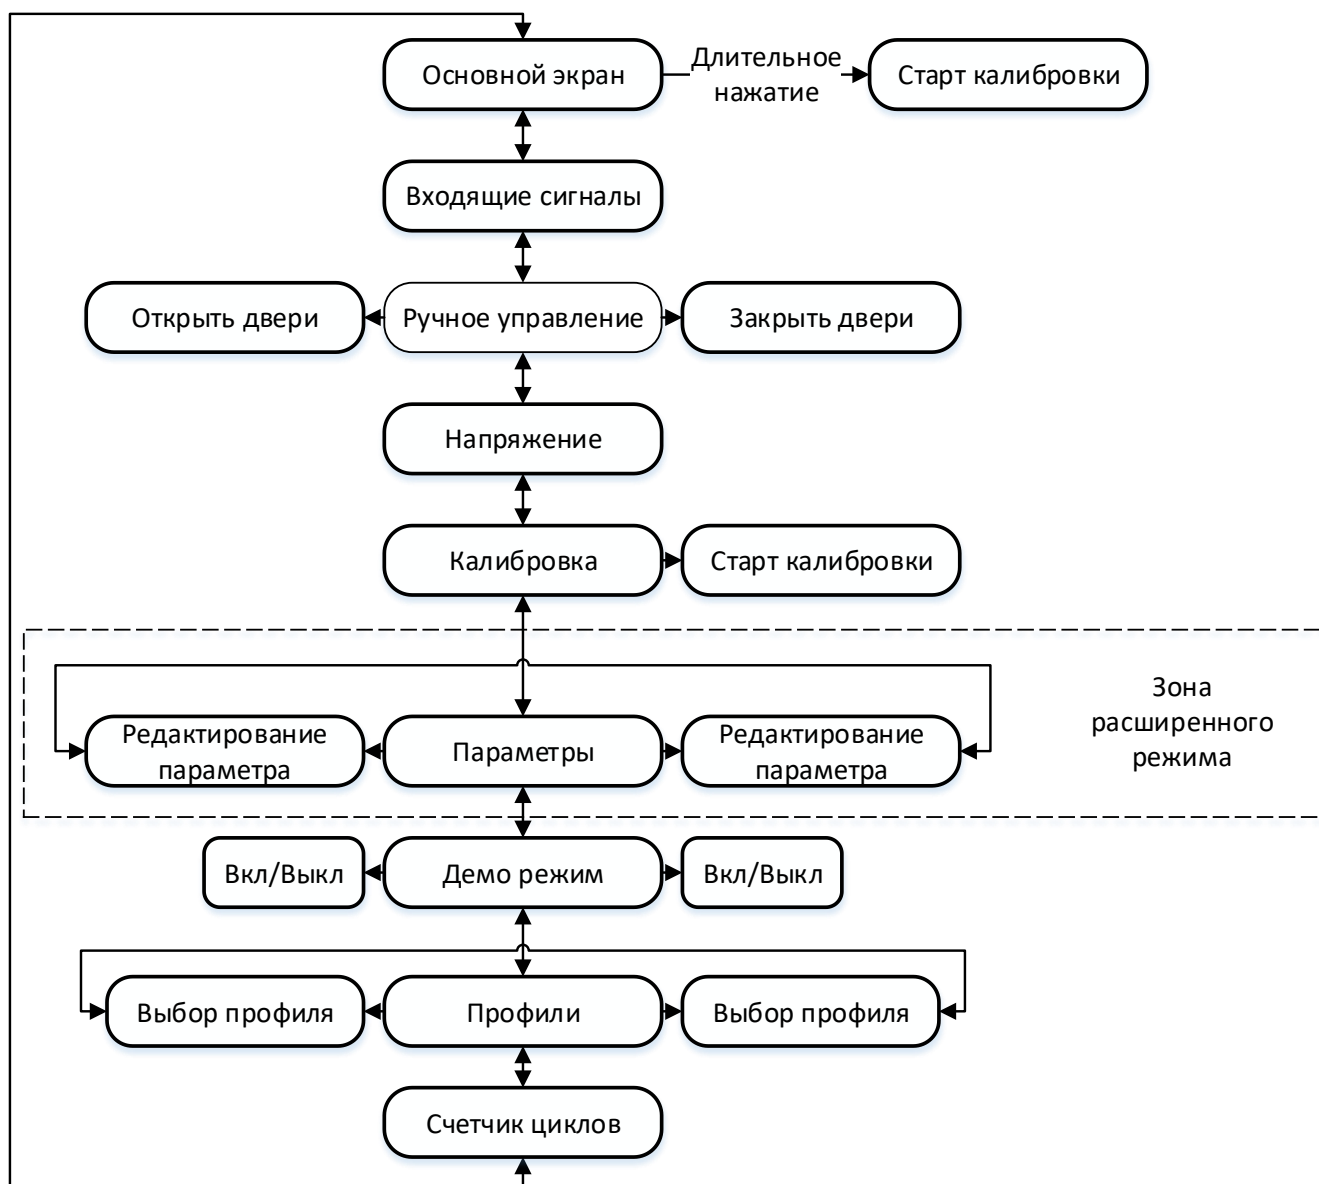 Основной экран
Длительное
нажатие
Старт калибровки
Входящие сигналы
Открыть двери
Ручное управление
Закрыть двери
Напряжение
Калибровка
Старт калибровки
Зона
расширенного
режима
Редактирование
параметра
Параметры
Редактирование
параметра
Вкл/Выкл
Демо режим
Вкл/Выкл
Выбор профиля
Профили
Выбор профиля
Счетчик циклов